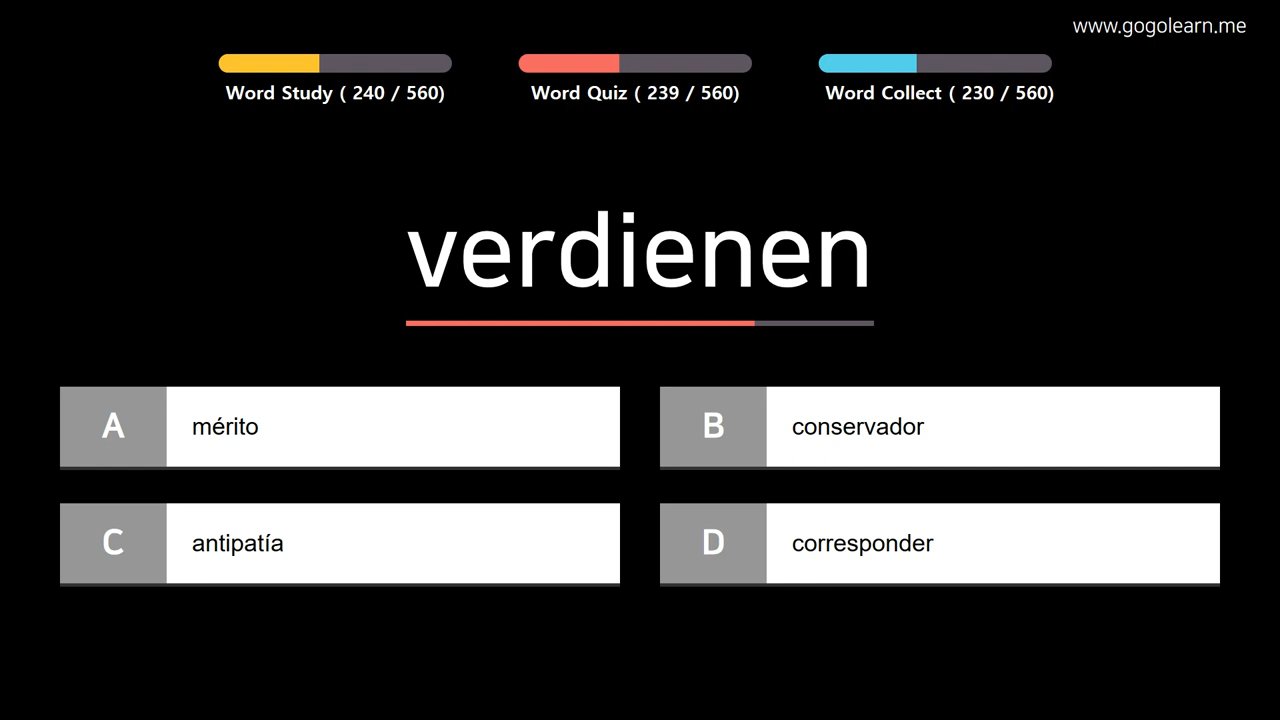 www.gogolearn.me
Word Study ( 240 / 560)
Word Quiz ( 239 / 560)
Word Collect ( 230 / 560)
verdienen
A mérito
B conservador
C antipatía
D corresponder